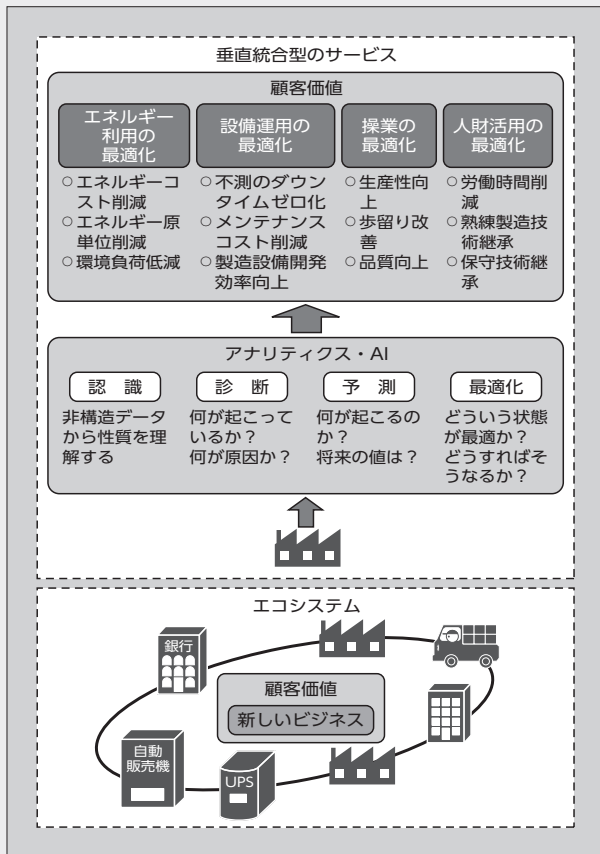 垂直統合型のサービス
顧客価値
エネルギー
利用の
最適化
○エネルギーコ
スト削減
○エネルギー原
単位削減
○環境負荷低減
設備運用の
最適化
○不測のダウン
タイムゼロ化
○メンテナンス
コスト削減
○製造設備開発
効率向上
操業の
最適化
○生産性向
上
○歩留り改
善
○品質向上
人財活用の
最適化
○労働時間削
減
○熟練製造技
術継承
○保守技術継
承
アナリティクス・AI
認 識
非構造データ
から性質を理
解する
診 断
何が起こって
いるか？
何が原因か？
予 測
何が起こるの
か？
将来の値は？
最適化
どういう状態
が最適か？
どうすればそ
うなるか？
エコシステム
銀行
顧客価値
新しいビジネス
自動
販売機
UPS